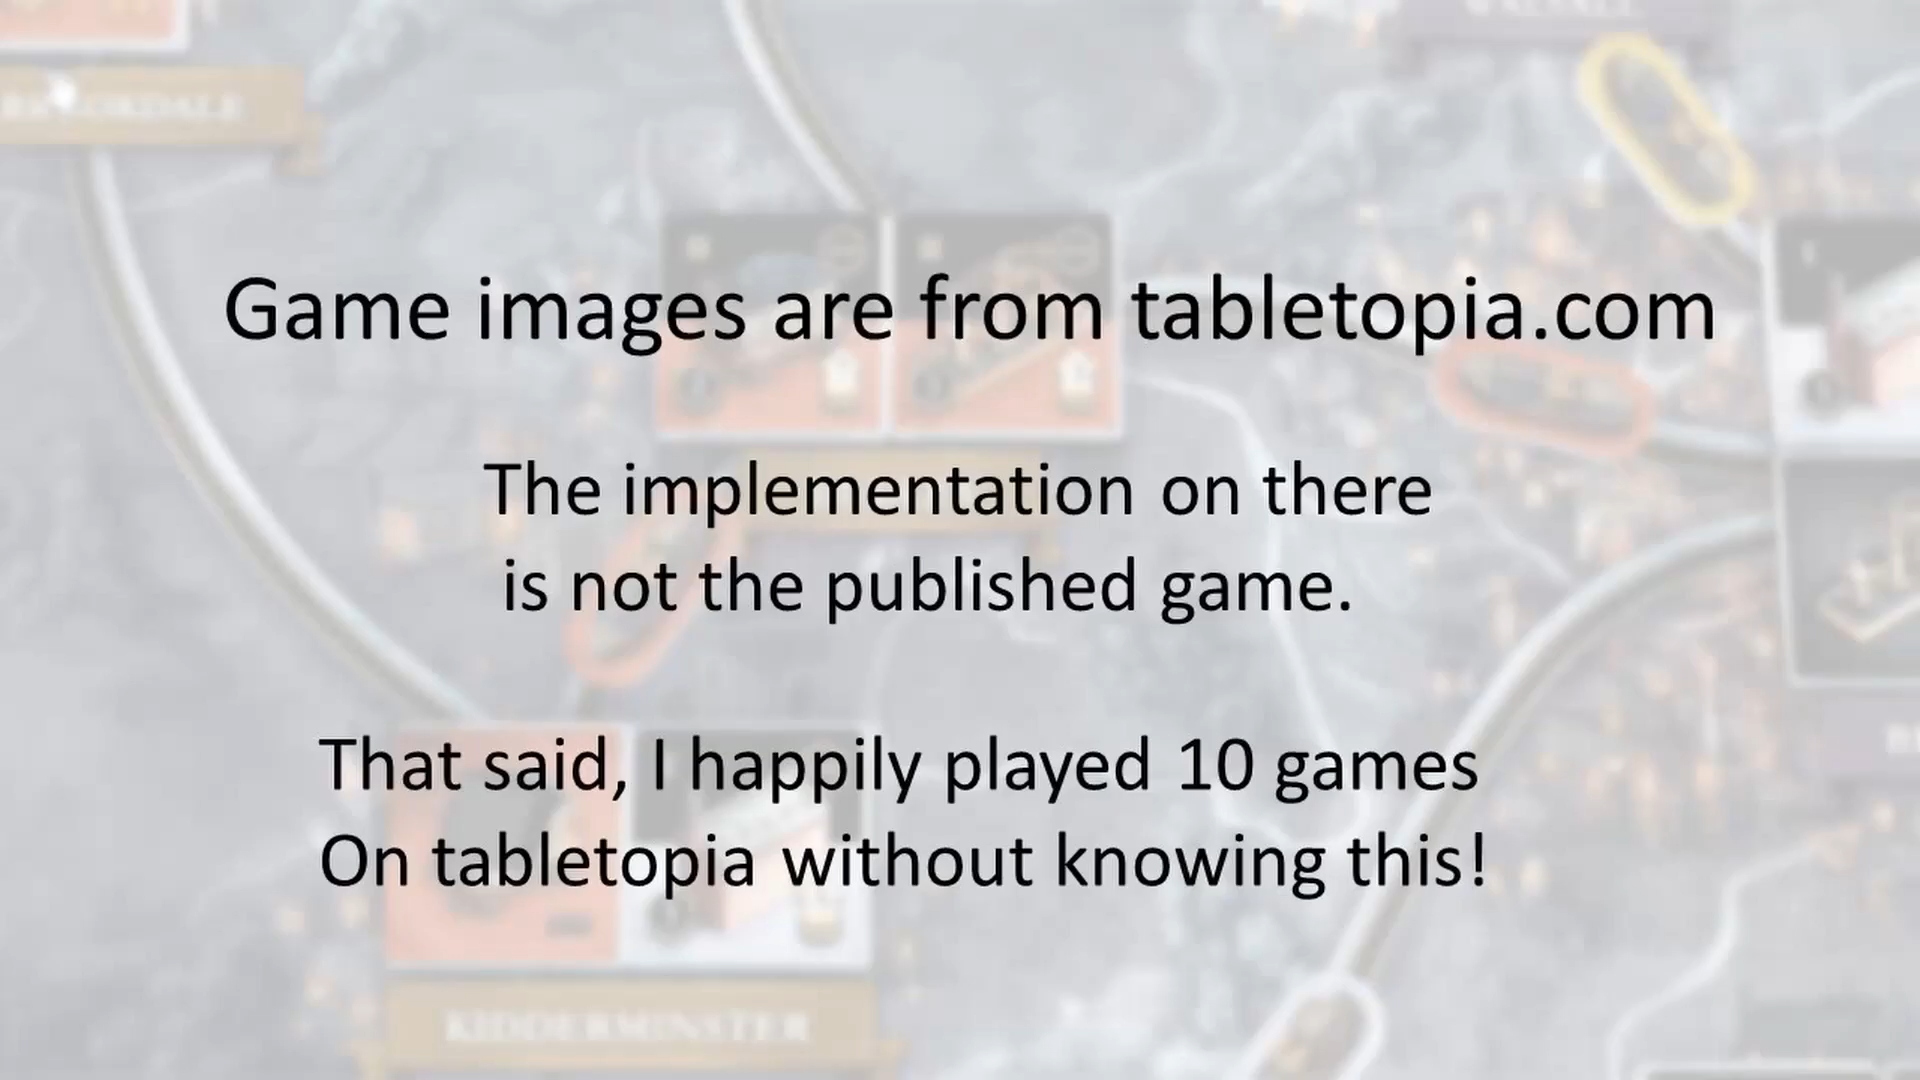 Game images are from tabletopia.com
The implementation on there
is not the published game.
That said, I happily played 10 games
On tabletopia without knowing this!
KIDDERMINSTER